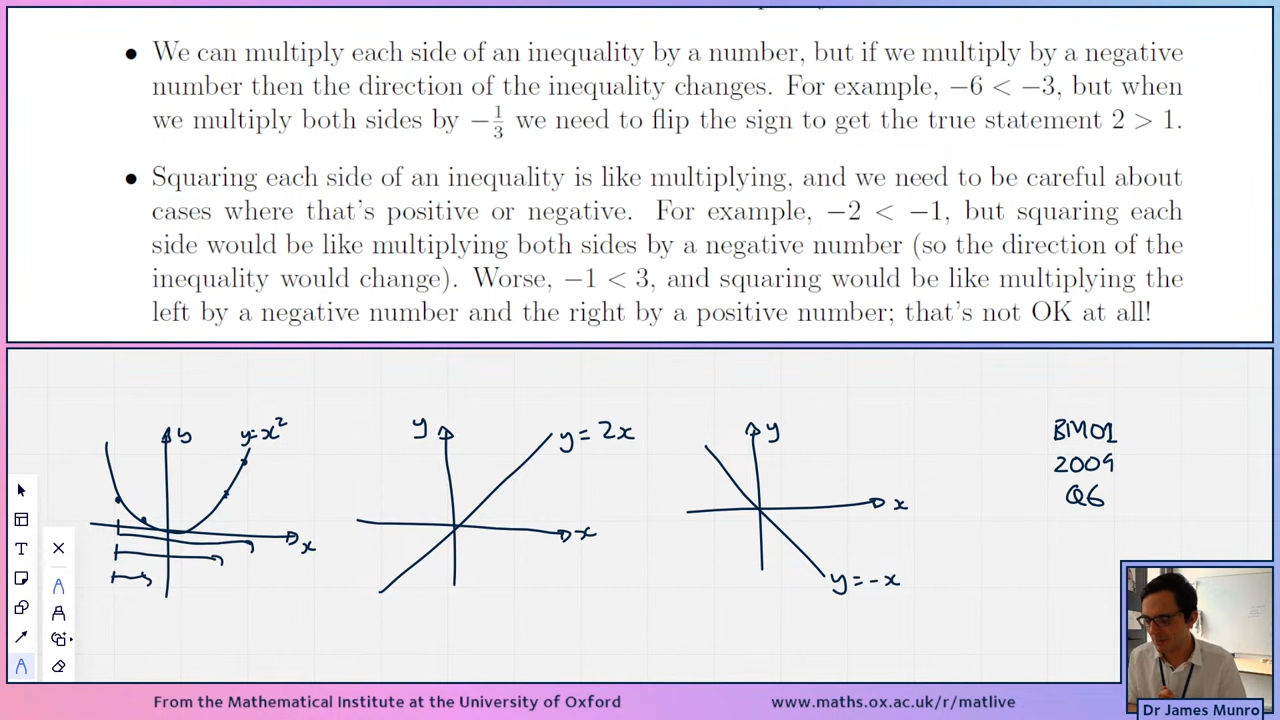 • We can multiply each side of an inequality by a number, but if we multiply by a negative
number then the direction of the inequality changes. For example, −6 < −3, but when
we multiply both sides by −1/3 we need to flip the sign to get the true statement 2 > 1.
• Squaring each side of an inequality is like multiplying, and we need to be careful about
cases where that's positive or negative. For example, −2 < −1, but squaring each
side would be like multiplying both sides by a negative number (so the direction of the
inequality would change). Worse, −1 < 3, and squaring would be like multiplying the
left by a negative number and the right by a positive number; that's not OK at all!
y
y=x²
x
y
y = 2x
x
y
x
y = -x
BMO1
2009
Q6
T
Dr James Munro
From the Mathematical Institute at the University of Oxford
www.maths.ox.ac.uk/r/matlive